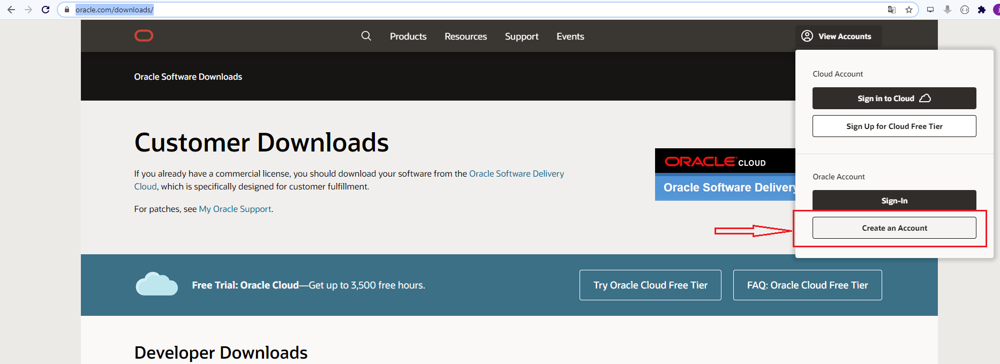 oracle.com/downloads/
Products Resources Support Events
View Accounts
Oracle Software Downloads
Cloud Account
Sign in to Cloud
Sign Up for Cloud Free Tier
Oracle Account
Sign-In
Create an Account
Customer Downloads
If you already have a commercial license, you should download your software from the Oracle Software Delivery
Cloud, which is specifically designed for customer fulfillment.
For patches, see My Oracle Support.
ORACLE CLOUD
Oracle Software Delivery
Free Trial: Oracle Cloud—Get up to 3,500 free hours.
Try Oracle Cloud Free Tier
FAQ: Oracle Cloud Free Tier
Developer Downloads